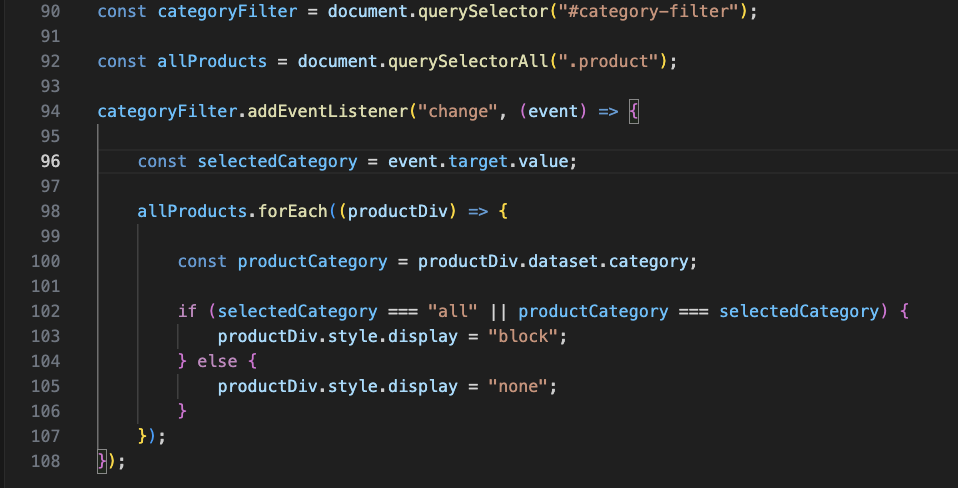 90 const categoryFilter = document.querySelector("#category-filter");
91
92 const allProducts = document.querySelectorAll(".product");
93
94 categoryFilter.addEventListener("change", (event) => {
95
96     const selectedCategory = event.target.value;
97
98     allProducts.forEach((productDiv) => {
99
100         const productCategory = productDiv.dataset.category;
101
102         if (selectedCategory === "all" || productCategory === selectedCategory) {
103             productDiv.style.display = "block";
104         } else {
105             productDiv.style.display = "none";
106         }
107     });
108 });